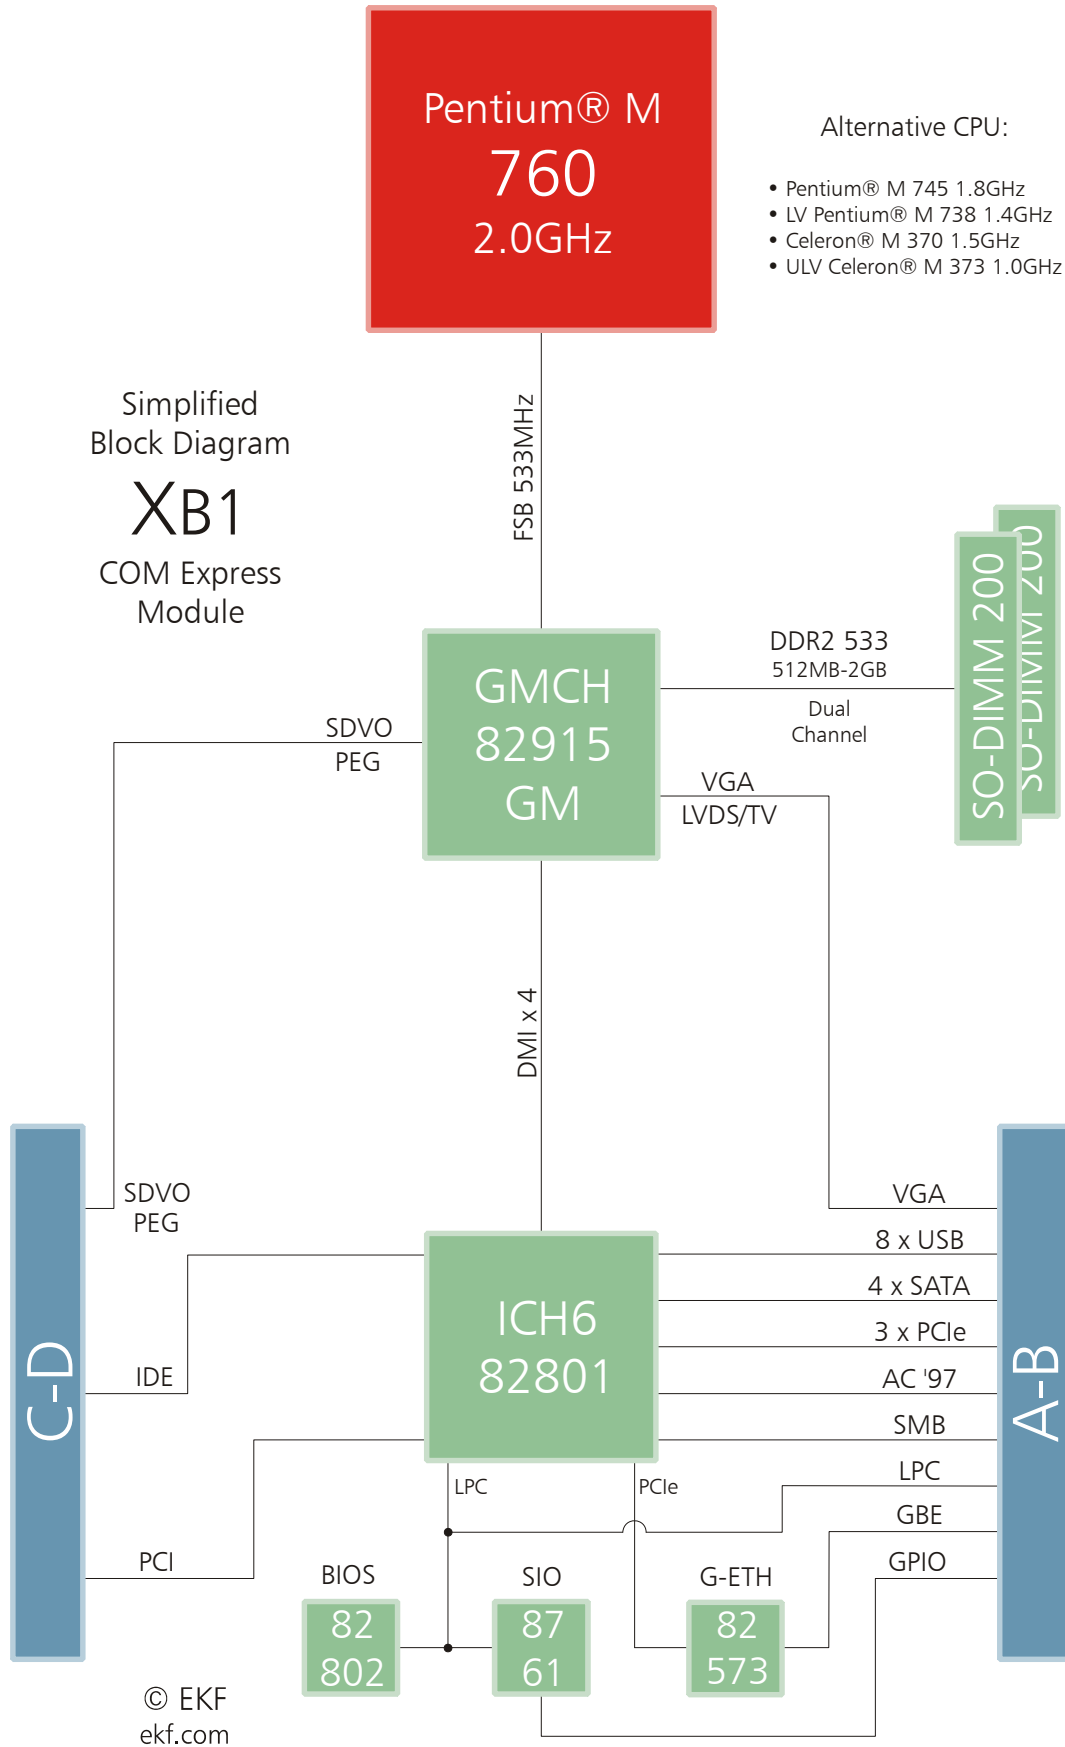 Pentium® M
760
2.0GHz
Alternative CPU:
• Pentium® M 745 1.8GHz
• LV Pentium® M 738 1.4GHz
• Celeron® M 370 1.5GHz
• ULV Celeron® M 373 1.0GHz
Simplified
Block Diagram
XB1
COM Express
Module
FSB 533MHz
GMCH
82915
GM
DDR2 533
512MB-2GB
Dual
Channel
SO-DIMM 200
SO-DIMM 200
SDVO
PEG
VGA
LVDS/TV
DMI x 4
SDVO
PEG
IDE
PCI
C-D
ICH6
82801
VGA
8 x USB
4 x SATA
3 x PCIe
AC '97
SMB
LPC
GBE
GPIO
A-B
LPC
PCIe
BIOS
82
802
SIO
87
61
G-ETH
82
573
© EKF
ekf.com